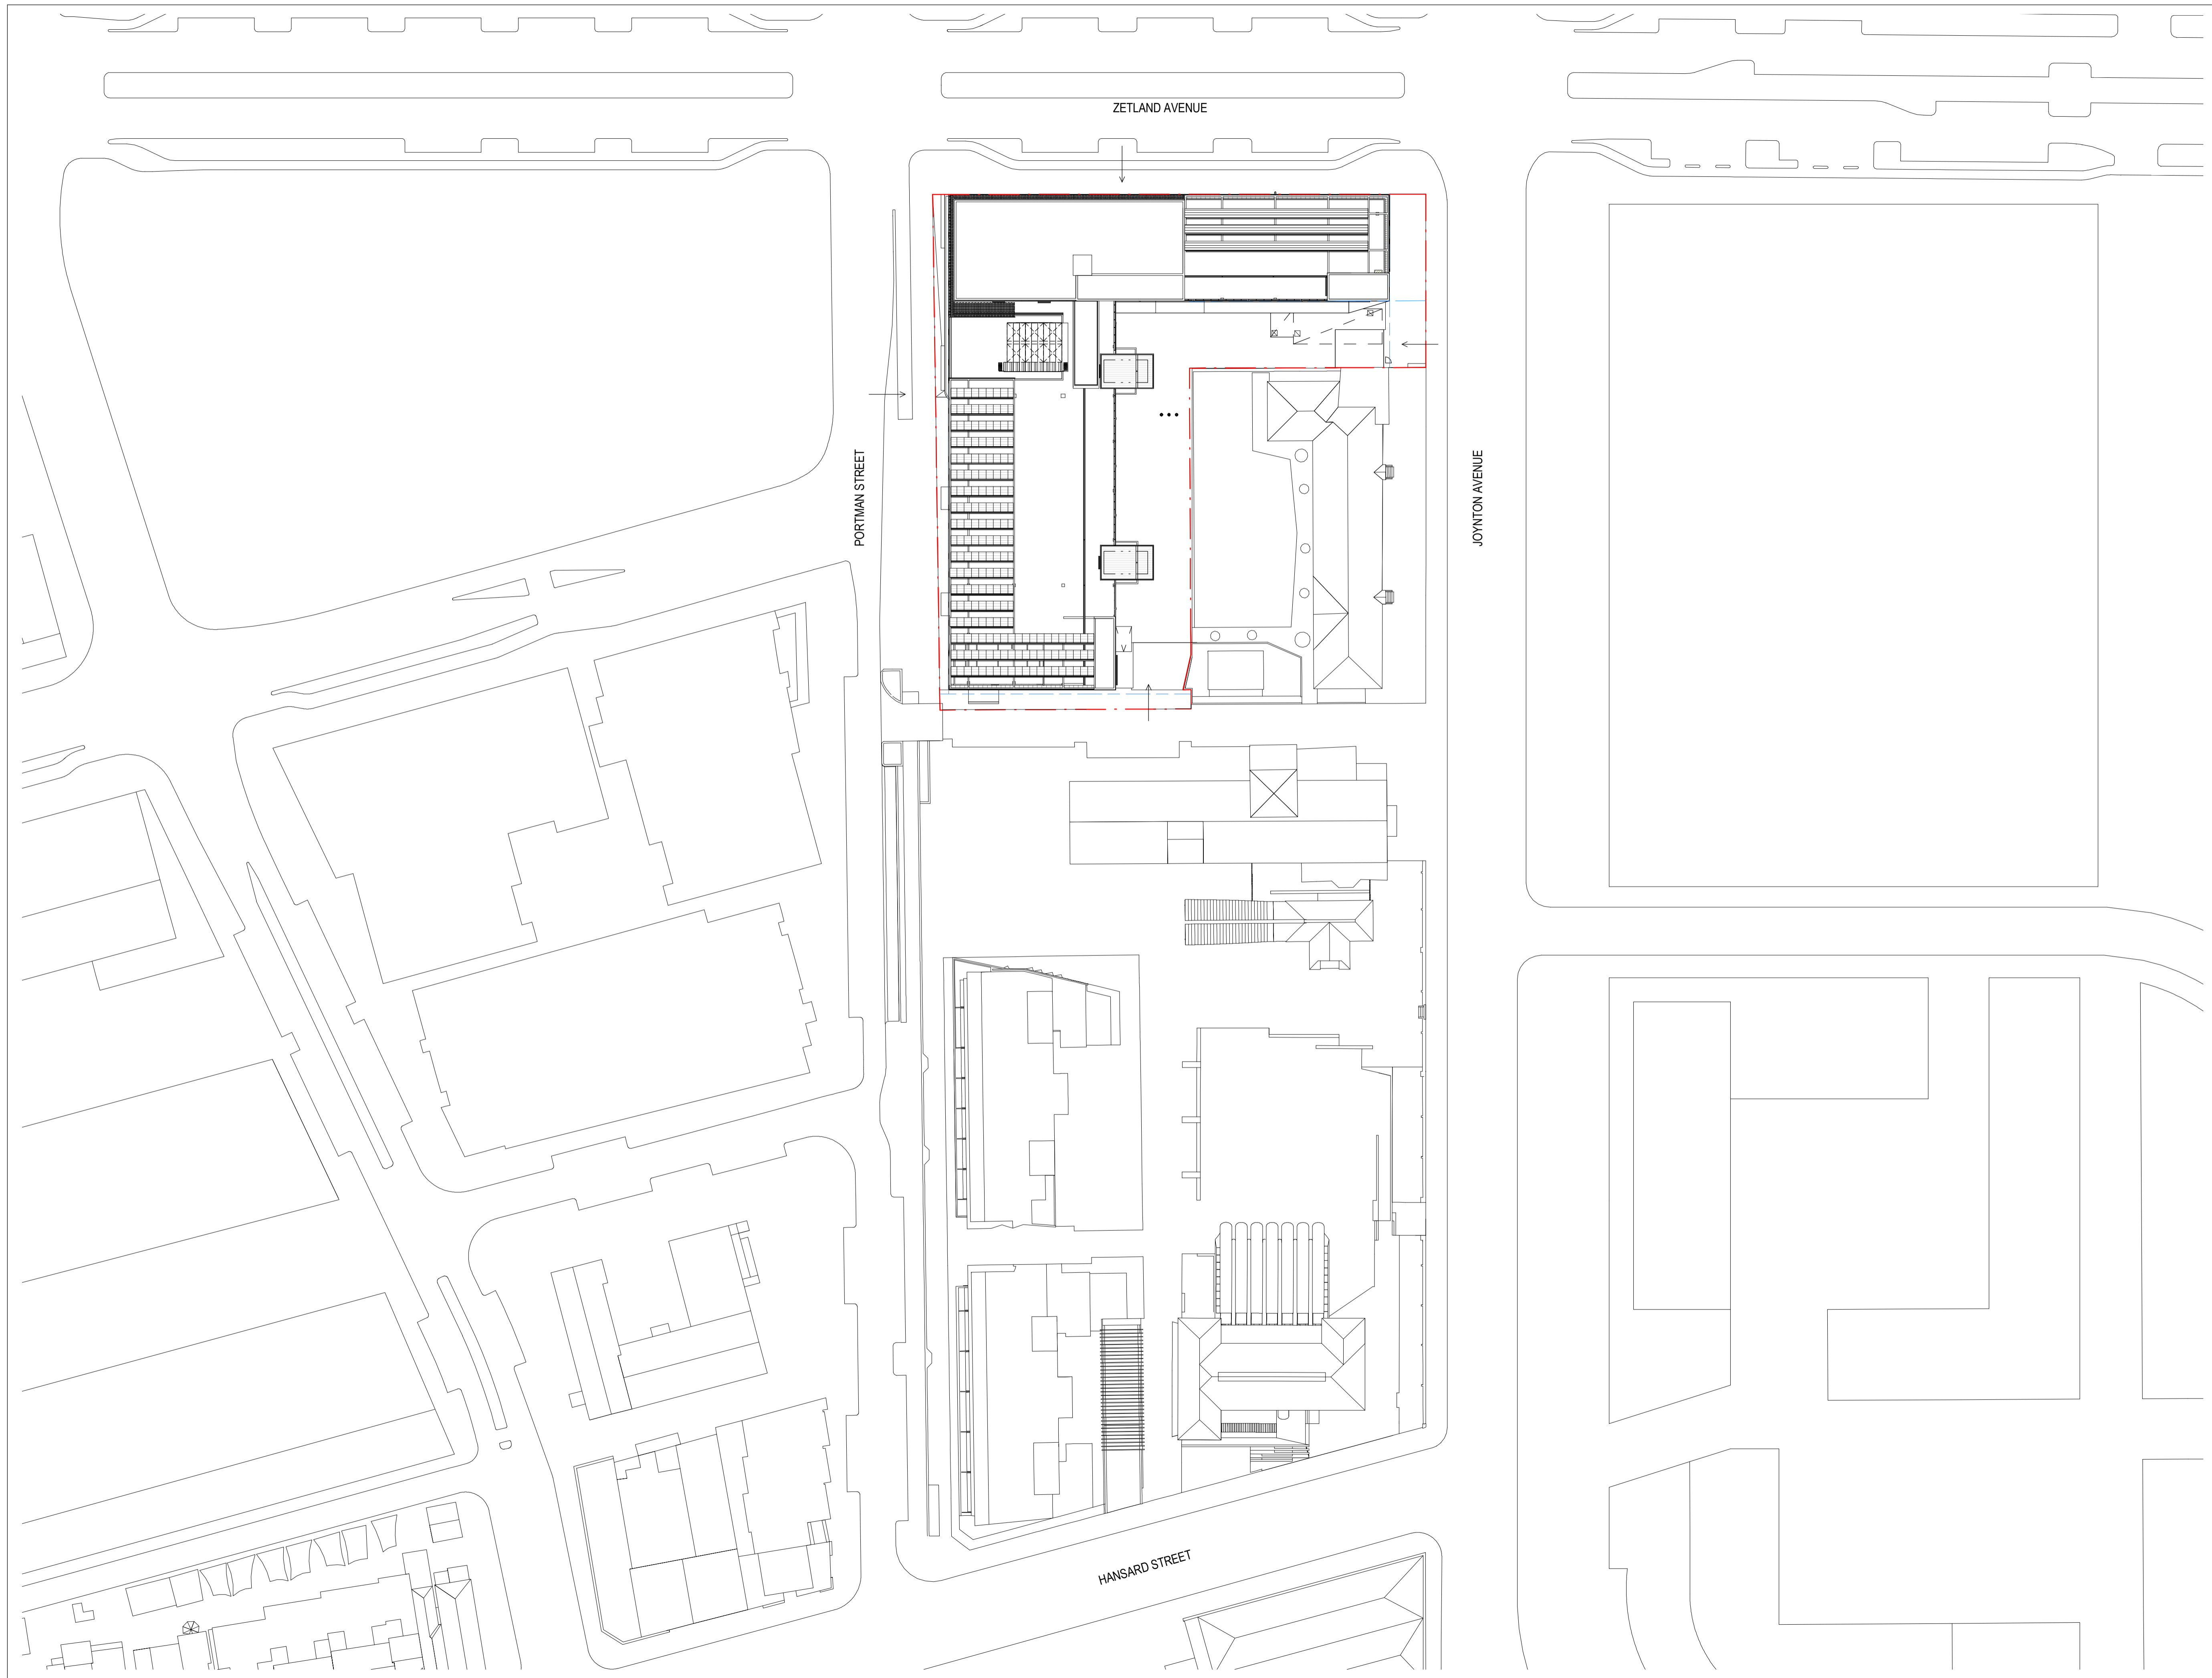 ZETLAND AVENUE
PORTMAN STREET
JOYNTON AVENUE
HANSARD STREET